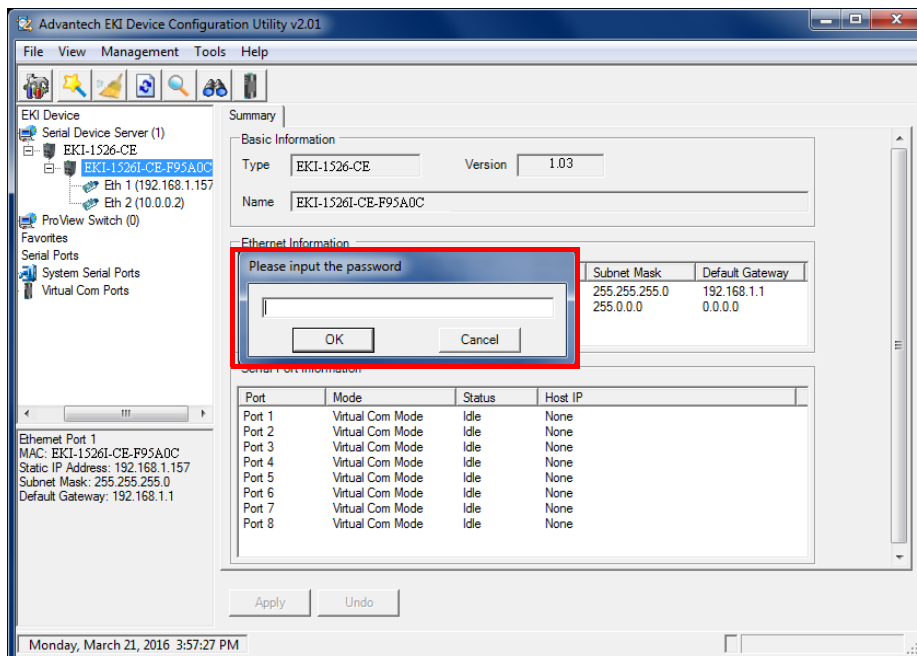 Advantech EKI Device Configuration Utility v2.01
File View Management Tools Help
EKI Device
Serial Device Server (1)
EKI-1526-CE
EKI-1526I-CE-F95A0C
Eth 1 (192.168.1.157
Eth 2 (10.0.0.2)
ProView Switch (0)
Favorites
Serial Ports
System Serial Ports
Virtual Com Ports
Ethernet Port 1
MAC: EKI-1526I-CE-F95A0C
Static IP Address: 192.168.1.157
Subnet Mask: 255.255.255.0
Default Gateway: 192.168.1.1
Summary
Basic Information
Type EKI-1526-CE Version 1.03
Name EKI-1526I-CE-F95A0C
Ethernet Information
Subnet Mask Default Gateway
255.255.255.0 192.168.1.1
255.0.0.0 0.0.0.0
Please input the password
OK Cancel
Serial Port Information
Port Mode Status Host IP
Port 1 Virtual Com Mode Idle None
Port 2 Virtual Com Mode Idle None
Port 3 Virtual Com Mode Idle None
Port 4 Virtual Com Mode Idle None
Port 5 Virtual Com Mode Idle None
Port 6 Virtual Com Mode Idle None
Port 7 Virtual Com Mode Idle None
Port 8 Virtual Com Mode Idle None
Apply Undo
Monday, March 21, 2016 3:57:27 PM